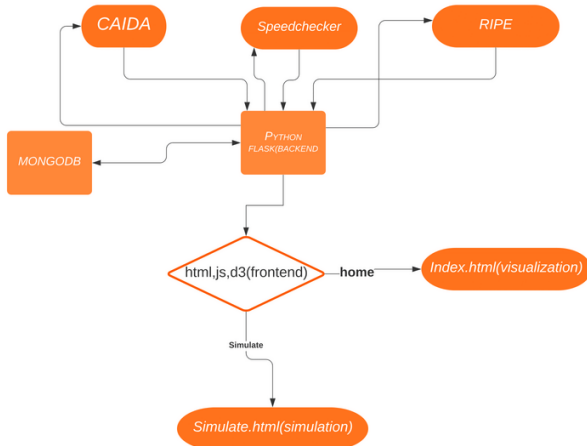 CAIDA
Speedchecker
RIPE
PYTHON
FLASK(BACKEND
MONGODB
html,js,d3(frontend)
home
Index.html(visualization)
Simulate
Simulate.html(simulation)